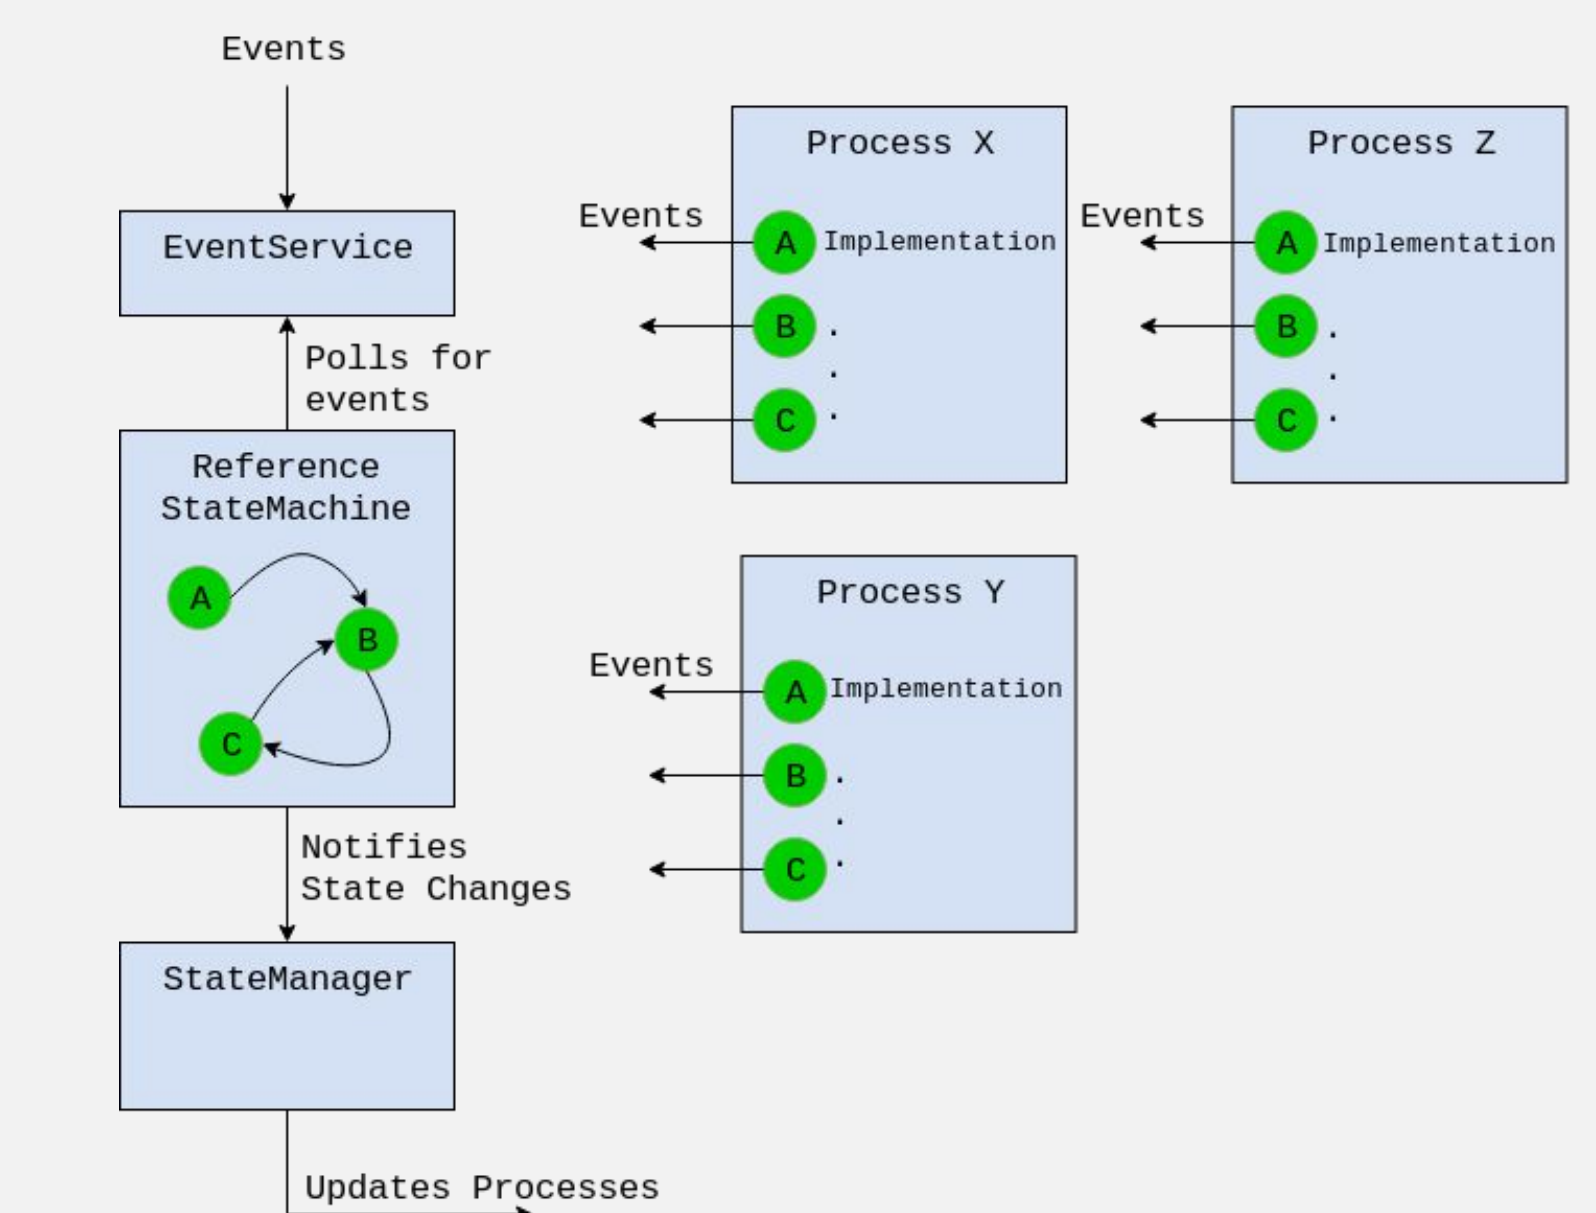 Events
EventService
Polls for
events
Reference
StateMachine
A
B
C
Notifies
State Changes
StateManager
Updates Processes
Process X
Events
A Implementation
B .
.
C .
Process Z
Events
A Implementation
B .
.
C .
Process Y
Events
A Implementation
B .
.
C .